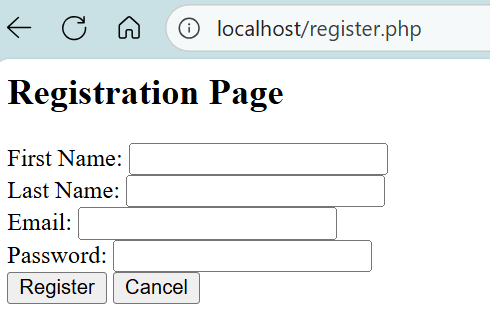 localhost/register.php
Registration Page
First Name:
Last Name:
Email:
Password:
Register Cancel